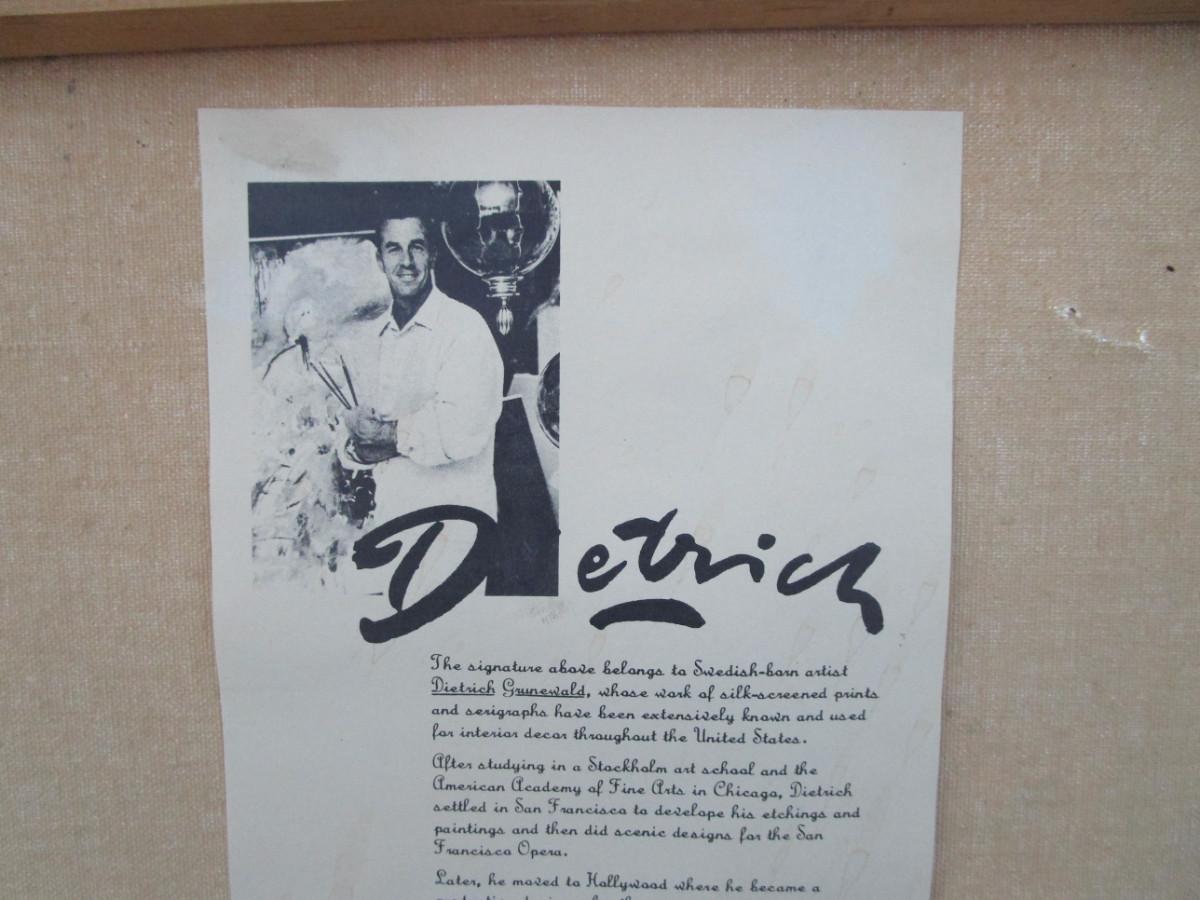 Dietrich
The signature above belongs to Swedish-born artist
Dietrich Grunewald, whose work of silk-screened prints
and serigraphs have been extensively known and used
for interior decor throughout the United States.
After studying in a Stockholm art school and the
American Academy of Fine Arts in Chicago, Dietrich
settled in San Francisco to develope his etchings and
paintings and then did scenic designs for the San
Francisco Opera.
Later, he moved to Hollywood where he became a